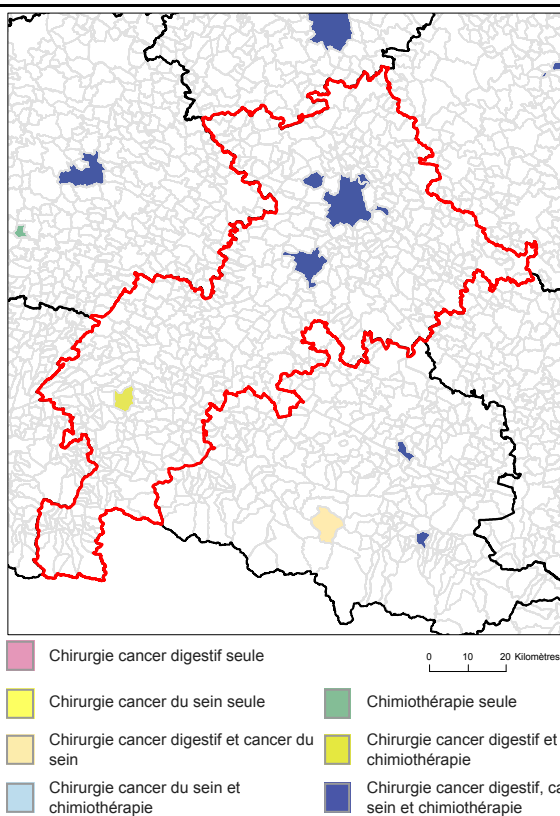 Chirurgie cancer digestif seule
0 10 20 Kilomètres
Chirurgie cancer du sein seule
Chimiothérapie seule
Chirurgie cancer digestif et cancer du
sein
Chirurgie cancer digestif et
chimiothérapie
Chirurgie cancer du sein et
chimiothérapie
Chirurgie cancer digestif,
sein et chimiothérapie